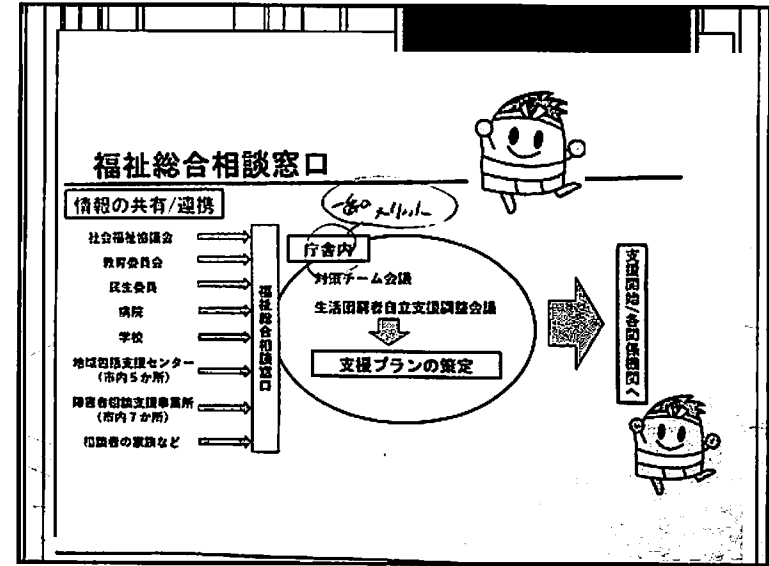 福祉総合相談窓口
情報の共有/連携
社会福祉協議会
教育委員会
民生委員
病院
学校
地域包括支援センター
(市内5か所)
障害者相談支援事業所
(市内7か所)
相談者の家族など
福祉総合相談窓口
庁舎内
対策チーム会議
生活困窮者自立支援調整会議
支援プランの策定
支援開始/各関係機関へ